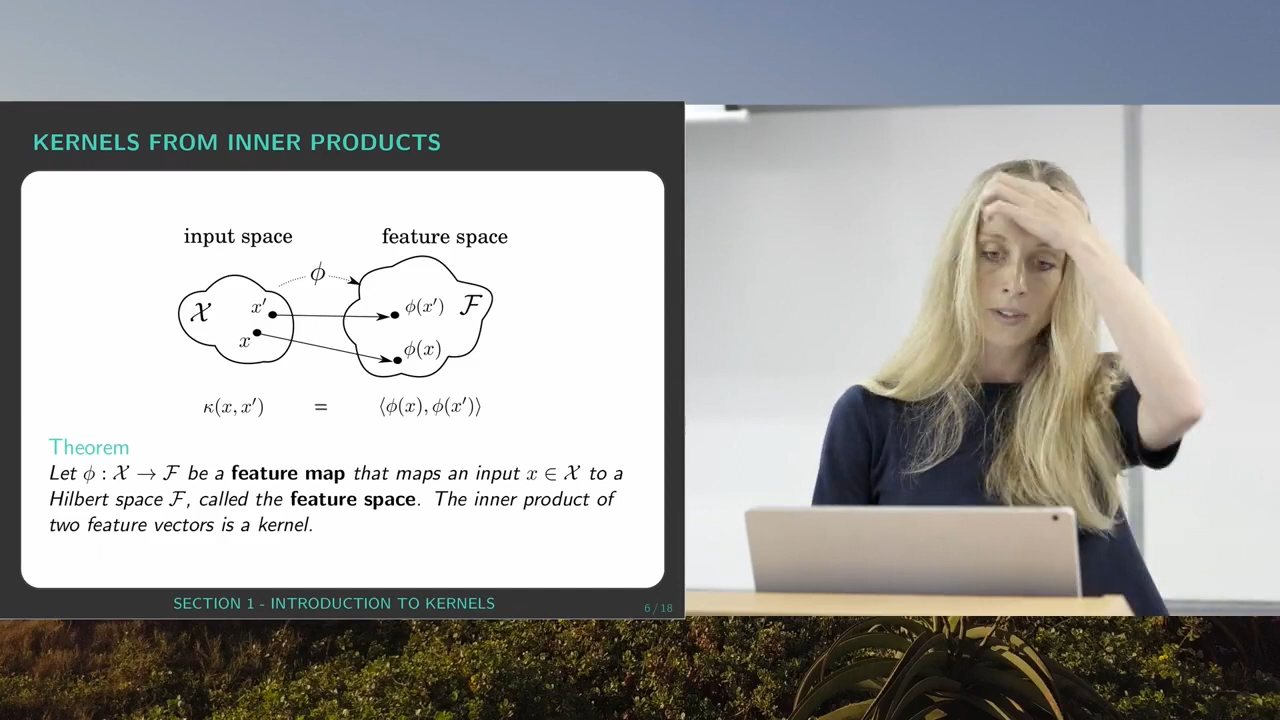 KERNELS FROM INNER PRODUCTS
input space feature space
ϕ
𝒳 x′ ϕ(x′) ℱ
x ϕ(x)
κ(x, x′) = ⟨ϕ(x), ϕ(x′)⟩
Theorem
Let ϕ : 𝒳 → ℱ be a feature map that maps an input x ∈ 𝒳 to a
Hilbert space ℱ, called the feature space. The inner product of
two feature vectors is a kernel.
SECTION 1 - INTRODUCTION TO KERNELS
6 / 18